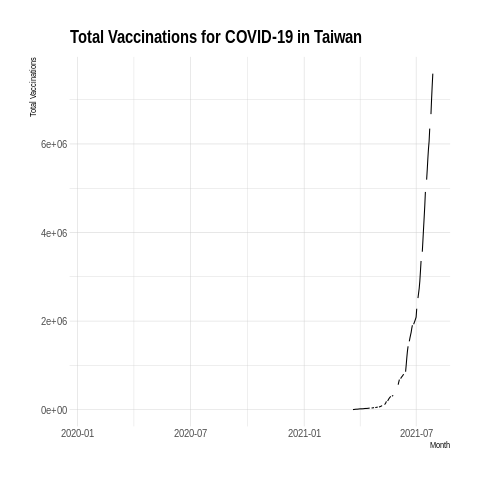 Total Vaccinations for COVID-19 in Taiwan
Total Vaccinations
6e+06
4e+06
2e+06
0e+00
2020-01 2020-07 2021-01 2021-07
Month